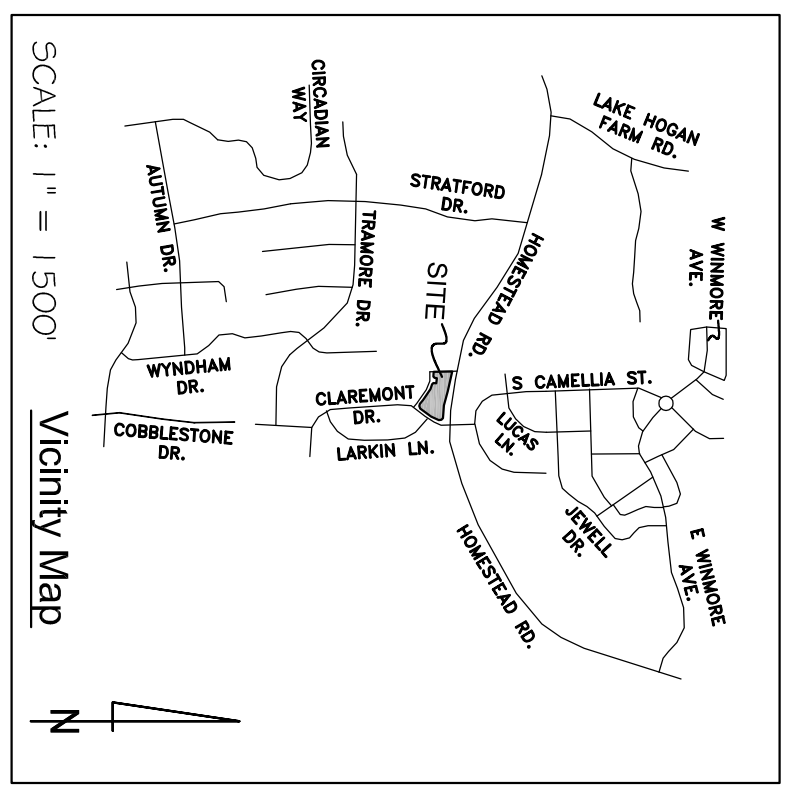 LAKE HOGAN
FARM RD.
CIRCADIAN
WAY
STRATFORD
DR.
AUTUMN DR.
TRAMORE DR.
HOMESTEAD RD.
W WINMORE
AVE.
SITE
WYNDHAM
DR.
CLAREMONT
DR.
S CAMELLIA ST.
COBBLESTONE
DR.
LARKIN LN.
LUCAS
LN.
JEWELL
DR.
HOMESTEAD RD.
E WINMORE
AVE.
SCALE: 1" = 1500'
Vicinity Map
N